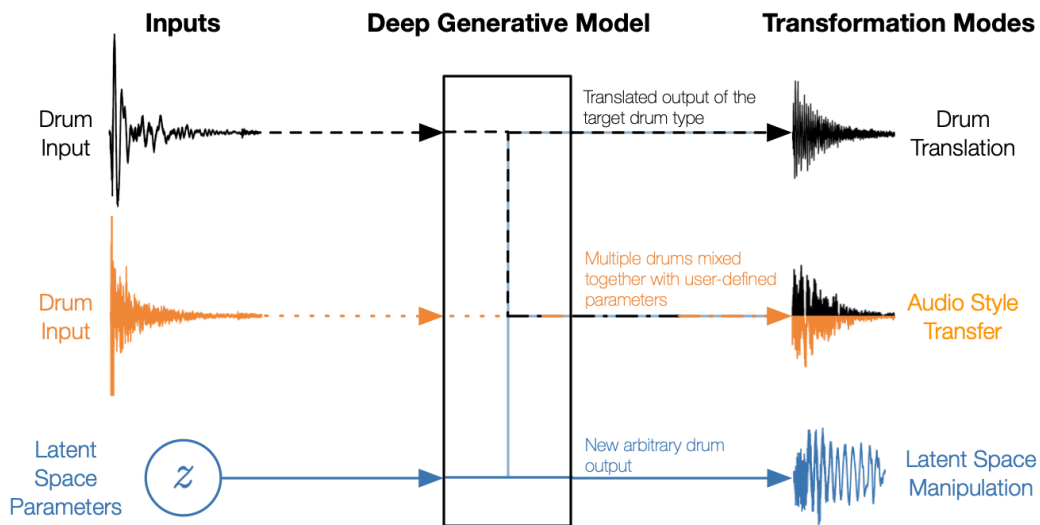 Inputs
Deep Generative Model
Transformation Modes
Drum
Input
Translated output of the
target drum type
Drum
Translation
Drum
Input
Multiple drums mixed
together with user-defined
parameters
Audio Style
Transfer
Latent
Space
Parameters
z
New arbitrary drum
output
Latent Space
Manipulation